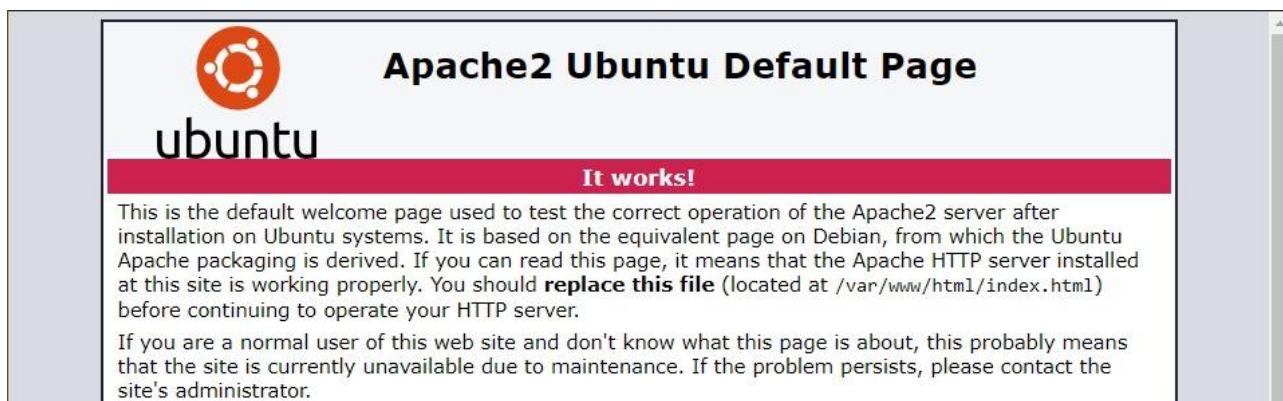 Apache2 Ubuntu Default Page
ubuntu
It works!
This is the default welcome page used to test the correct operation of the Apache2 server after
installation on Ubuntu systems. It is based on the equivalent page on Debian, from which the Ubuntu
Apache packaging is derived. If you can read this page, it means that the Apache HTTP server installed
at this site is working properly. You should replace this file (located at /var/www/html/index.html)
before continuing to operate your HTTP server.
If you are a normal user of this web site and don't know what this page is about, this probably means
that the site is currently unavailable due to maintenance. If the problem persists, please contact the
site's administrator.